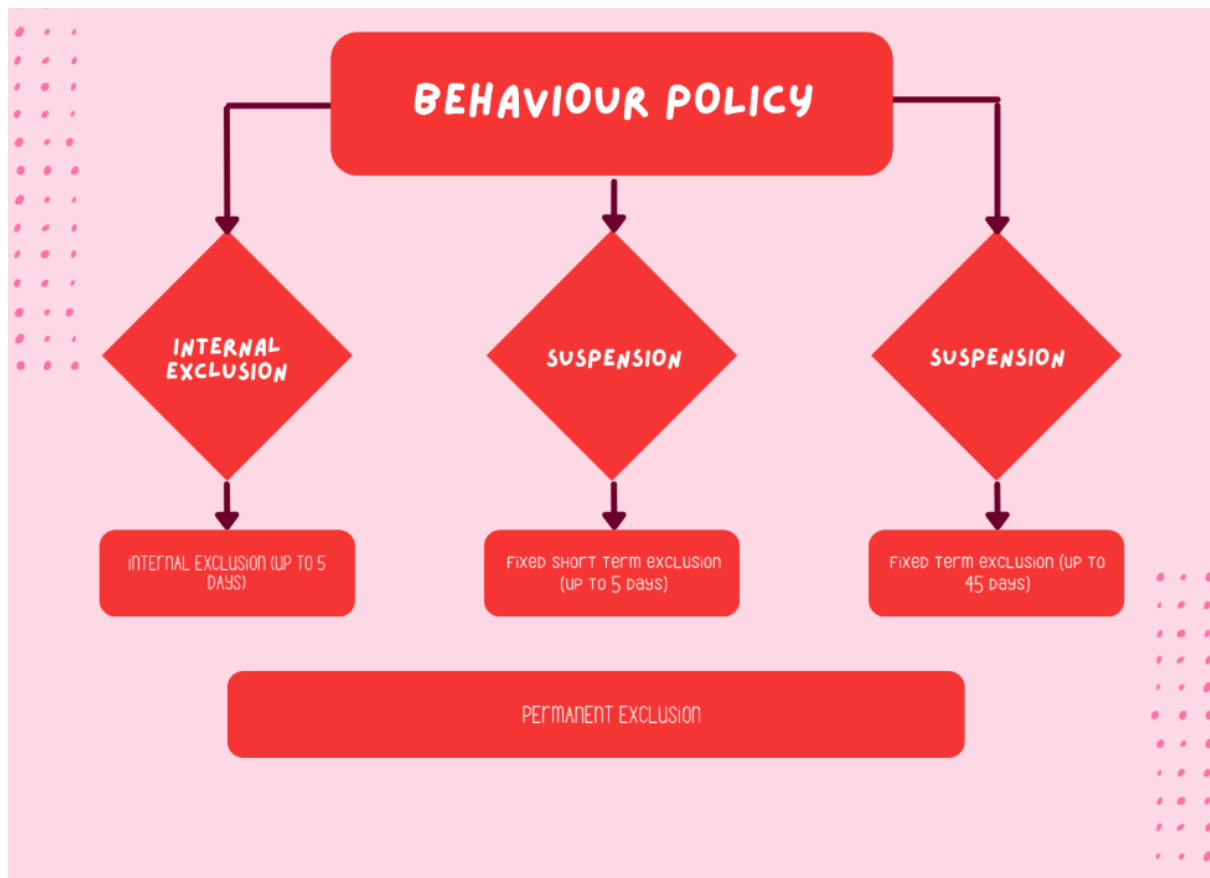 BEHAVIOUR POLICY
INTERNAL
EXCLUSION
SUSPENSION
SUSPENSION
INTERNAL EXCLUSION (UP TO 5
DAYS)
Fixed short term exclusion
(up to 5 days)
Fixed term exclusion (up to
45 days)
PERMANENT EXCLUSION